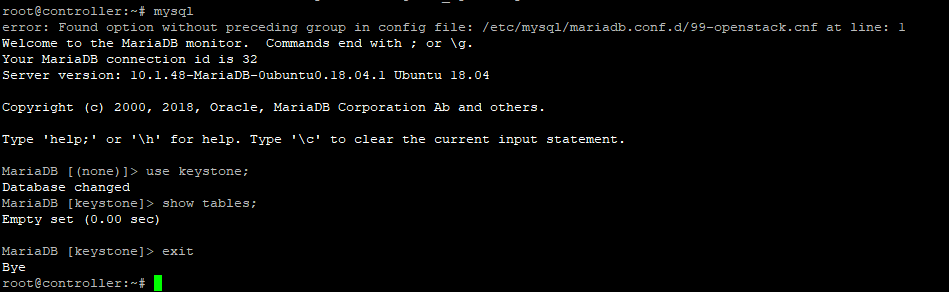 root@controller:~# mysql
error: Found option without preceding group in config file: /etc/mysql/mariadb.conf.d/99-openstack.cnf at line: 1
Welcome to the MariaDB monitor.  Commands end with ; or \g.
Your MariaDB connection id is 32
Server version: 10.1.48-MariaDB-0ubuntu0.18.04.1 Ubuntu 18.04
Copyright (c) 2000, 2018, Oracle, MariaDB Corporation Ab and others.
Type 'help;' or '\h' for help. Type '\c' to clear the current input statement.
MariaDB [(none)]> use keystone;
Database changed
MariaDB [keystone]> show tables;
Empty set (0.00 sec)
MariaDB [keystone]> exit
Bye
root@controller:~#